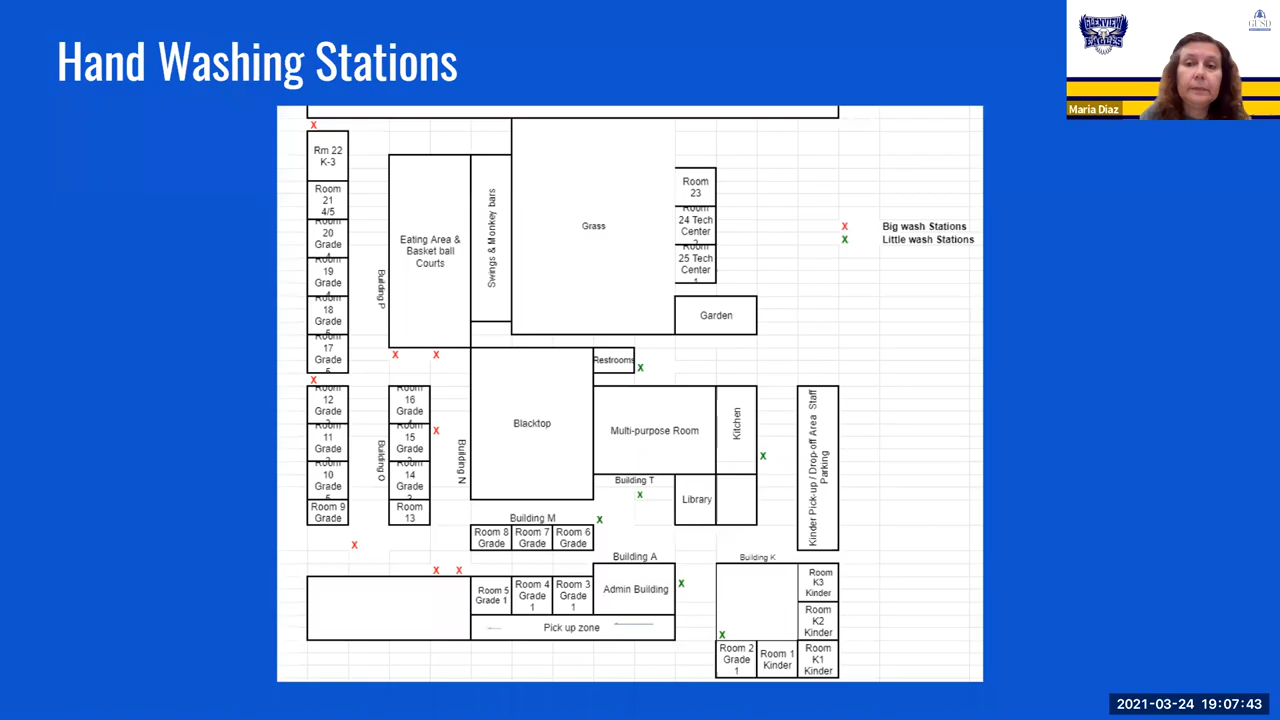 Hand Washing Stations
GLENVIEW
EAGLES
GUSD
Maria Diaz
X
Rm 22
K-3
Room
21
4/5
Room
20
Grade
Room
19
Grade
Room
18
Grade
Room
17
Grade
X
Building P
Eating Area &
Basket ball
Courts
Swings & Monkey bars
Grass
Room
23
Room
24 Tech
Center
Room
25 Tech
Center
Garden
X Big wash Stations
X Little wash Stations
X X
Restrooms
X
Room
12
Grade
Room
11
Grade
Room
10
Grade
Room 9
Grade
Building O
Room
16
Grade
Room
15
Grade
Room
14
Grade
Room
13
X
Building N
Blacktop
Multi-purpose Room
Kitchen
X
Kinder Pick-up / Drop-off Area Staff
Parking
Building T
X
Library
Building M
X
Room 8
Grade
Room 7
Grade
Room 6
Grade
X
X X
Building A
Admin Building
X
Building K
Room 5
Grade 1
Room 4
Grade
1
Room 3
Grade
1
Pick up zone
Room
K3
Kinder
Room
K2
Kinder
X
Room 2
Grade
1
Room 1
Kinder
Room
K1
Kinder
2021-03-24 19:07:43